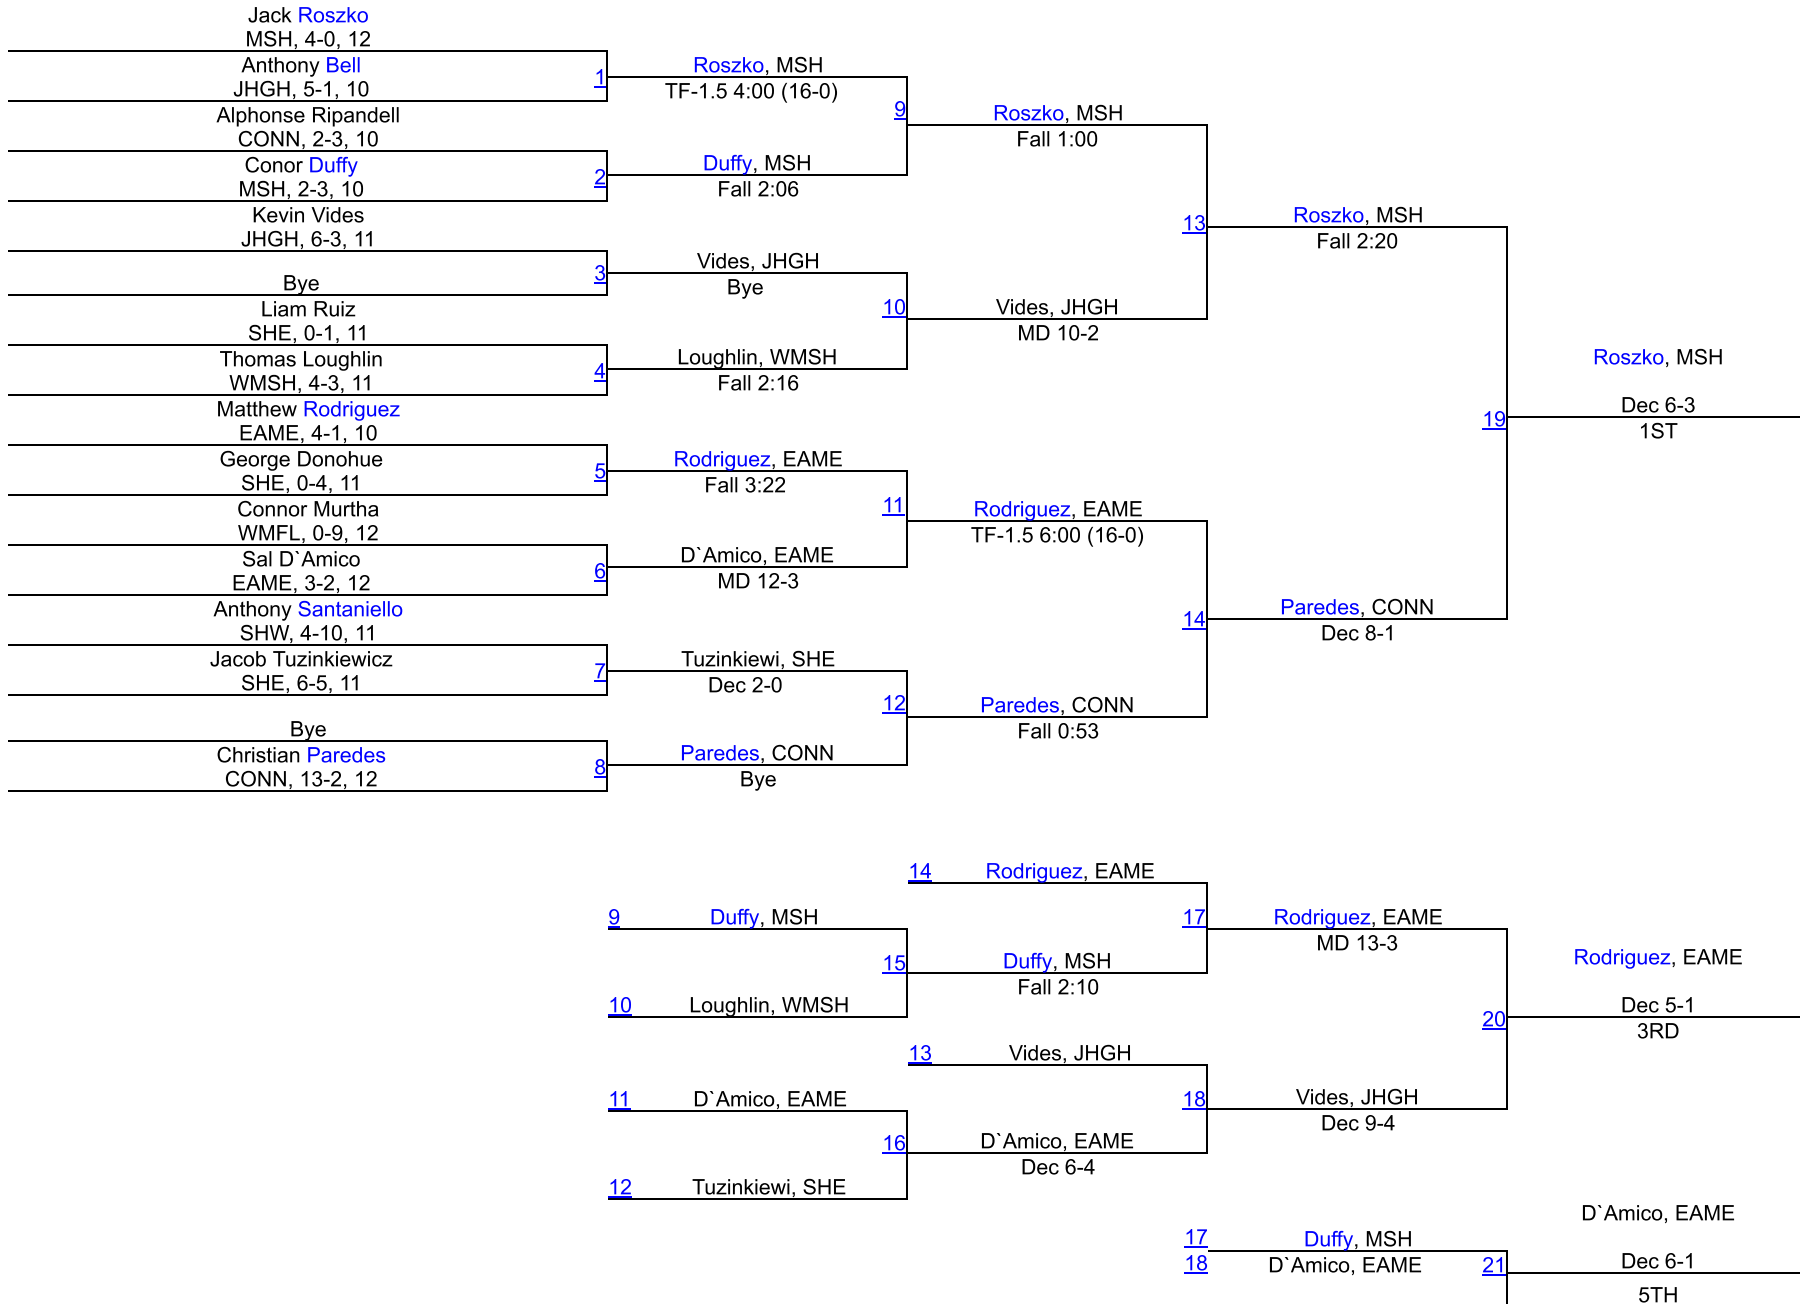 Jack Roszko
MSH, 4-0, 12
Anthony Bell
JHGH, 5-1, 10
1
Roszko, MSH
TF-1.5 4:00 (16-0)
Alphonse Ripandell
CONN, 2-3, 10
Conor Duffy
MSH, 2-3, 10
2
Duffy, MSH
Fall 2:06
9
Roszko, MSH
Fall 1:00
Kevin Vides
JHGH, 6-3, 11
Bye
3
Vides, JHGH
Bye
Liam Ruiz
SHE, 0-1, 11
Thomas Loughlin
WMSH, 4-3, 11
4
Loughlin, WMSH
Fall 2:16
10
Vides, JHGH
MD 10-2
13
Roszko, MSH
Fall 2:20
Matthew Rodriguez
EAME, 4-1, 10
George Donohue
SHE, 0-4, 11
5
Rodriguez, EAME
Fall 3:22
Connor Murtha
WMFL, 0-9, 12
Sal D`Amico
EAME, 3-2, 12
6
D`Amico, EAME
MD 12-3
11
Rodriguez, EAME
TF-1.5 6:00 (16-0)
Anthony Santaniello
SHW, 4-10, 11
Jacob Tuzinkiewicz
SHE, 6-5, 11
7
Tuzinkiewi, SHE
Dec 2-0
Bye
Christian Paredes
CONN, 13-2, 12
8
Paredes, CONN
Bye
12
Paredes, CONN
Fall 0:53
14
Paredes, CONN
Dec 8-1
19
Roszko, MSH
Dec 6-3
1ST
14
Rodriguez, EAME
9
Duffy, MSH
10
Loughlin, WMSH
15
Duffy, MSH
Fall 2:10
17
Rodriguez, EAME
MD 13-3
13
Vides, JHGH
11
D`Amico, EAME
12
Tuzinkiewi, SHE
16
D`Amico, EAME
Dec 6-4
18
Vides, JHGH
Dec 9-4
20
Rodriguez, EAME
Dec 5-1
3RD
17
Duffy, MSH
18
D`Amico, EAME
21
D`Amico, EAME
Dec 6-1
5TH